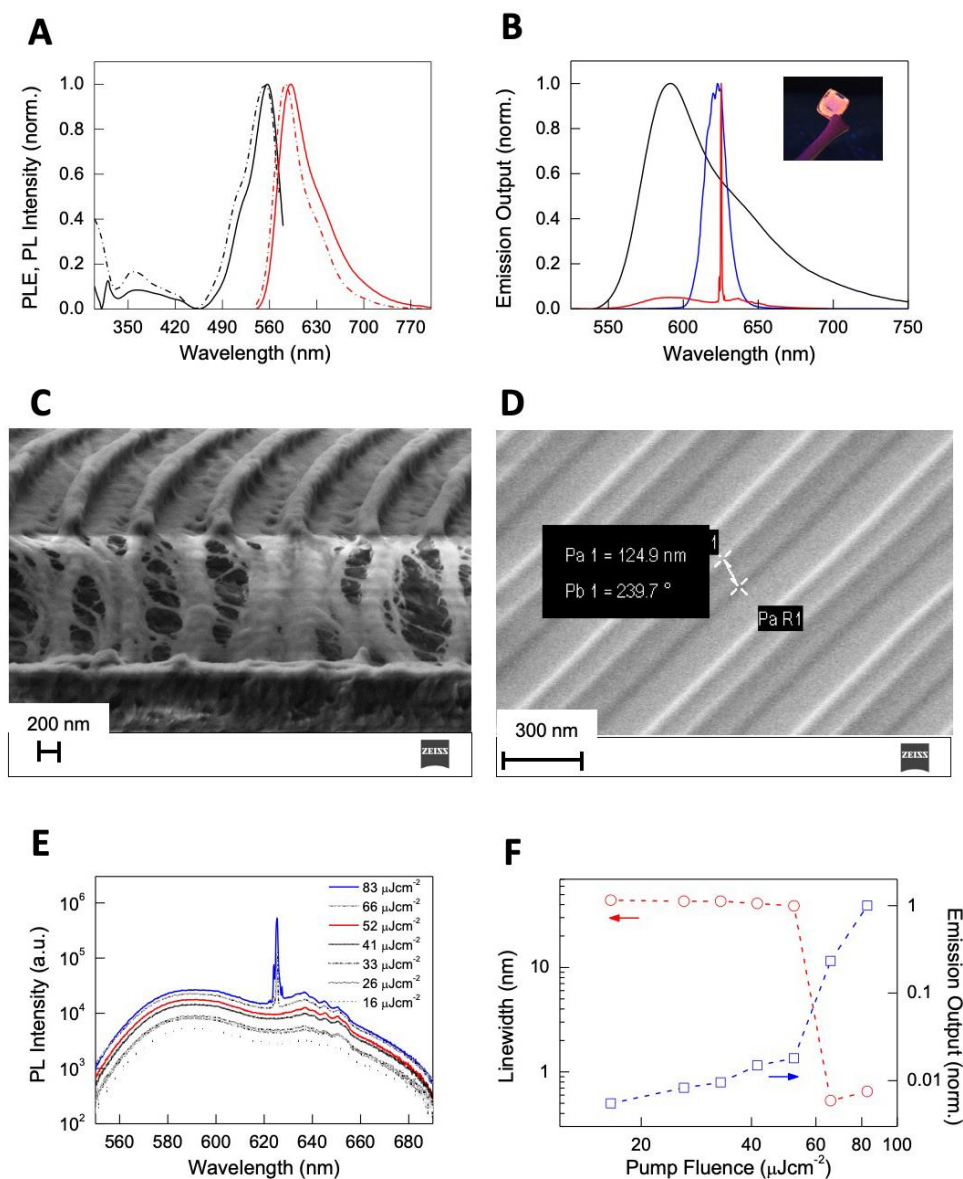 A
PLE, PL Intensity (norm.)
1.0
0.8
0.6
0.4
0.2
0.0
350 420 490 560 630 700 770
Wavelength (nm)
B
Emission Output (norm.)
1.0
0.8
0.6
0.4
0.2
0.0
550 600 650 700 750
Wavelength (nm)
C
200 nm
ZEISS
D
1
Pa 1 = 124.9 nm
Pb 1 = 239.7 °
Pa R1
300 nm
ZEISS
E
PL Intensity (a.u.)
10⁶
10⁵
10⁴
10³
10²
83 μJcm⁻²
66 μJcm⁻²
52 μJcm⁻²
41 μJcm⁻²
33 μJcm⁻²
26 μJcm⁻²
16 μJcm⁻²
560 580 600 620 640 660 680
Wavelength (nm)
F
Linewidth (nm)
10
1
1
0.1
0.01
Emission Output (norm.)
20 40 60 80 100
Pump Fluence (μJcm⁻²)